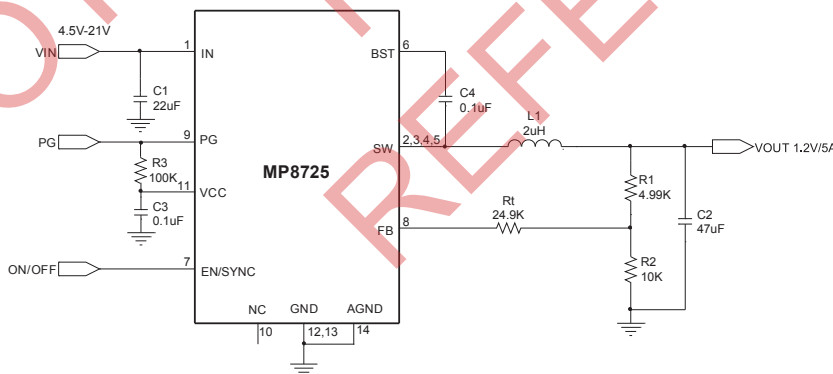 4.5V-21V
VIN
1
IN
C1
22uF
PG
9
PG
R3
100K
11
VCC
C3
0.1uF
ON/OFF
7
EN/SYNC
MP8725
BST
6
C4
0.1uF
SW
2,3,4,5
L1
2uH
VOUT 1.2V/5A
R1
4.99K
C2
47uF
Rt
24.9K
FB
8
R2
10K
NC
GND
AGND
10
12,13
14
REFE